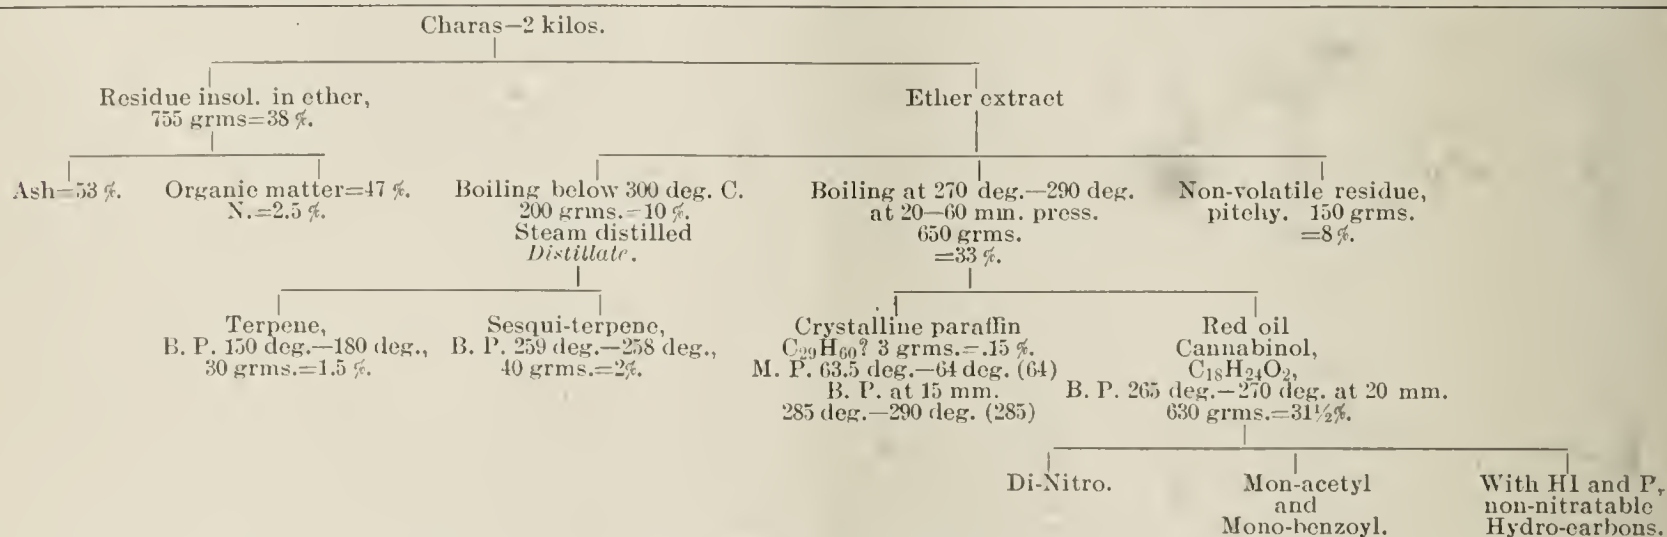 Charas—2 kilos.
Residue insol. in ether,
755 grms=38 %.
Ether extract
Ash=53 %.
Organic matter=47 %.
N.=2.5 %.
Boiling below 300 deg. C.
200 grms.=10 %.
Steam distilled
Distillate.
Boiling at 270 deg.—290 deg.
at 20—60 mm. press.
650 grms.
=33 %.
Non-volatile residue,
pitchy. 150 grms.
=8 %.
Terpene,
B. P. 150 deg.—180 deg.,
30 grms.=1.5 %.
Sesqui-terpene,
B. P. 259 deg.—258 deg.,
40 grms.=2%.
Crystalline paraffin
C₂₉H₆₀? 3 grms.=.15 %.
M. P. 63.5 deg.—64 deg. (64)
B. P. at 15 mm.
285 deg.—290 deg. (285)
Red oil
Cannabinol,
C₁₈H₂₄O₂,
B. P. 265 deg.—270 deg. at 20 mm.
630 grms.=31½%.
Di-Nitro.
Mon-acetyl
and
Mono-benzoyl.
With HI and P,
non-nitratable
Hydro-carbons.